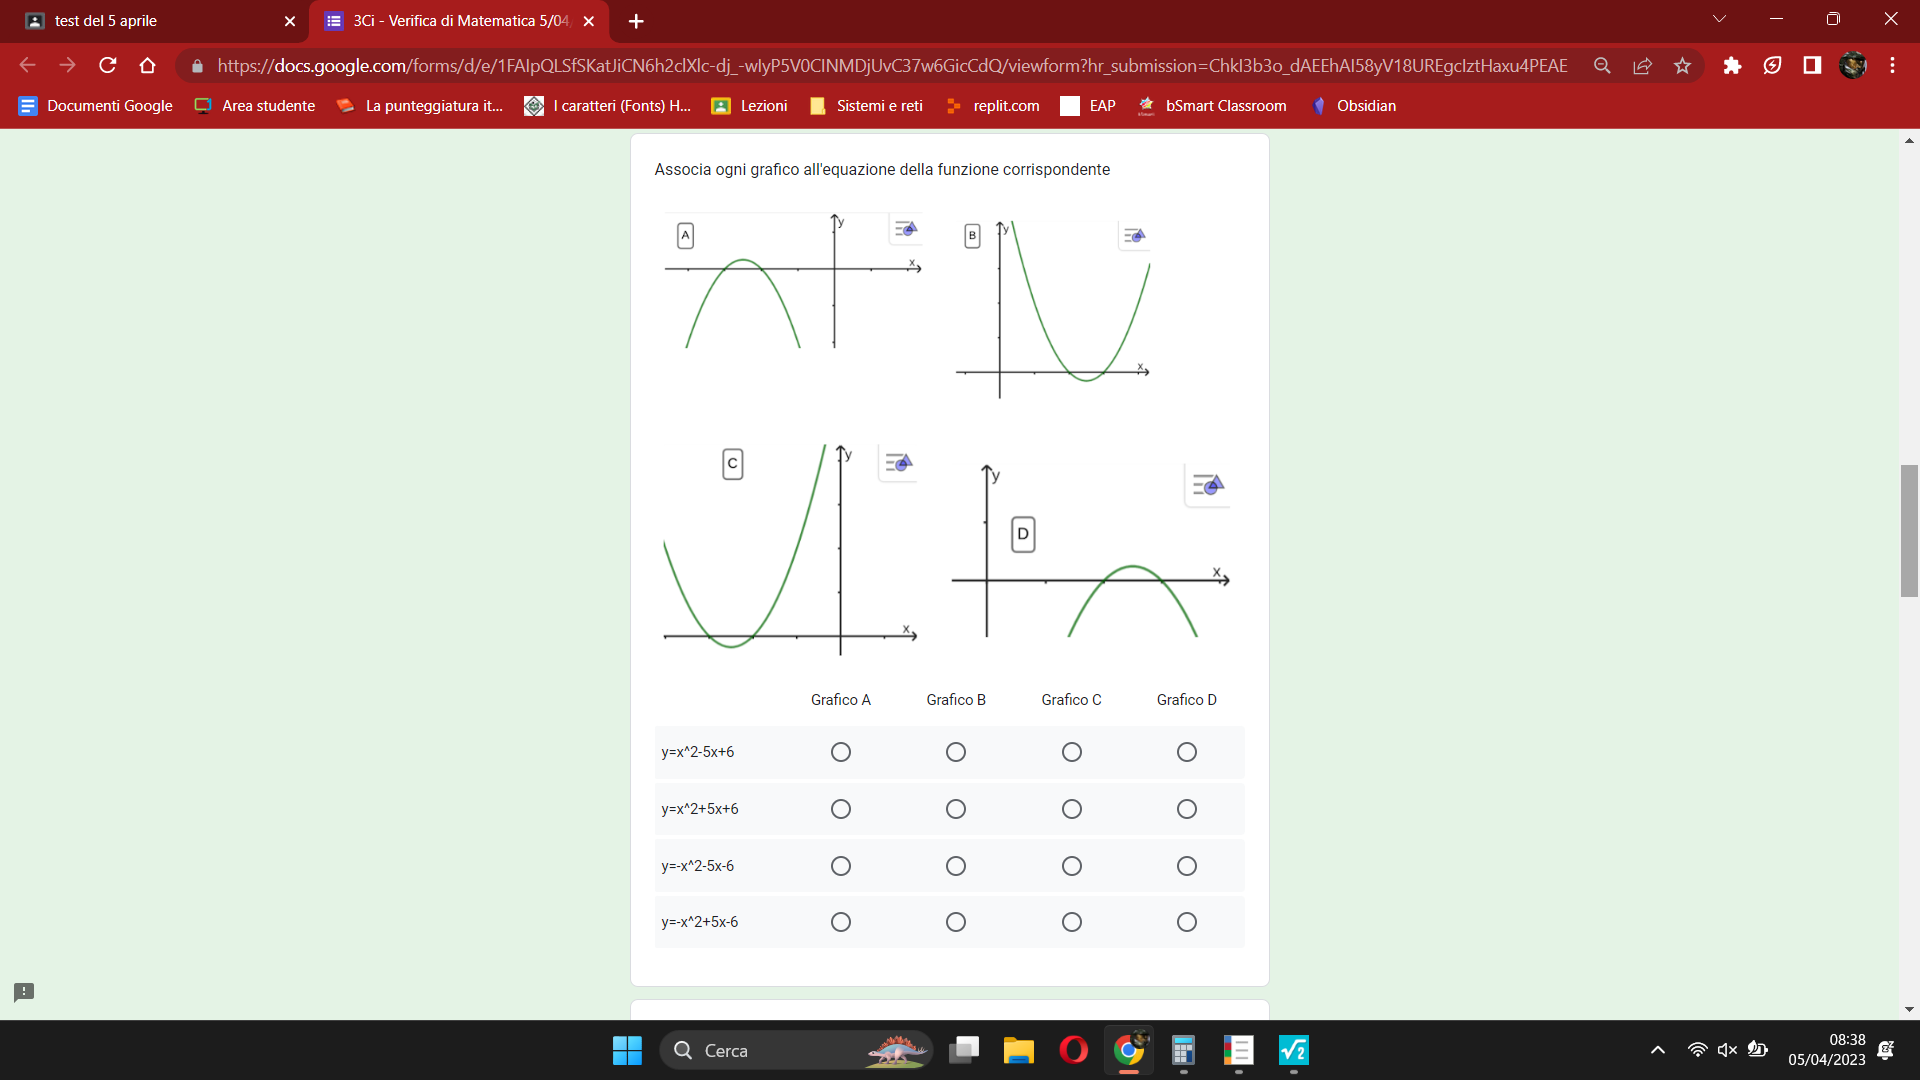 test del 5 aprile
3Ci - Verifica di Matematica 5/04
https://docs.google.com/forms/d/e/1FAIpQLSfSKatJiCN6h2clXlc-dj_-wIyP5V0CINMDjUvC37w6GicCdQ/viewform?hr_submission=ChkI3b3o_dAEEhAI58yV18UREgcIztHaxu4PEAE
Documenti Google
Area studente
La punteggiatura it...
I caratteri (Fonts) H...
Lezioni
Sistemi e reti
replit.com
EAP
bSmart Classroom
Obsidian
Associa ogni grafico all'equazione della funzione corrispondente
A
y
x
B
y
x
C
y
x
D
y
x
Grafico A Grafico B Grafico C Grafico D
y=x^2-5x+6
y=x^2+5x+6
y=-x^2-5x-6
y=-x^2+5x-6
Cerca
08:38
05/04/2023